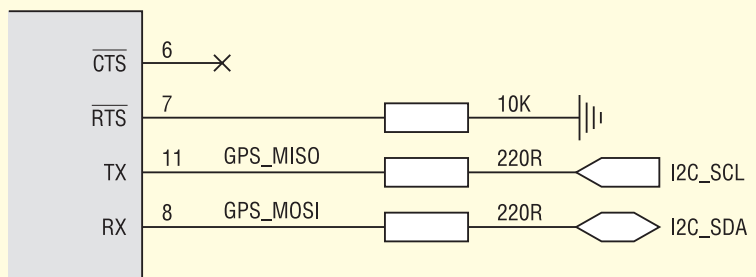 CTS 6
RTS 7 10K
TX 11 GPS_MISO 220R I2C_SCL
RX 8 GPS_MOSI 220R I2C_SDA